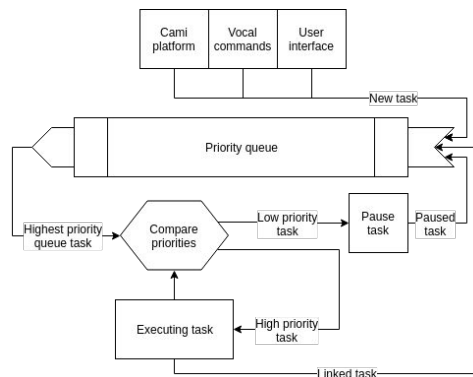 Cami
platform
Vocal
commands
User
interface
New task
Priority queue
Highest priority
queue task
Compare
priorities
Low priority
task
Pause
task
Paused
task
Executing task
High priority
task
Linked task